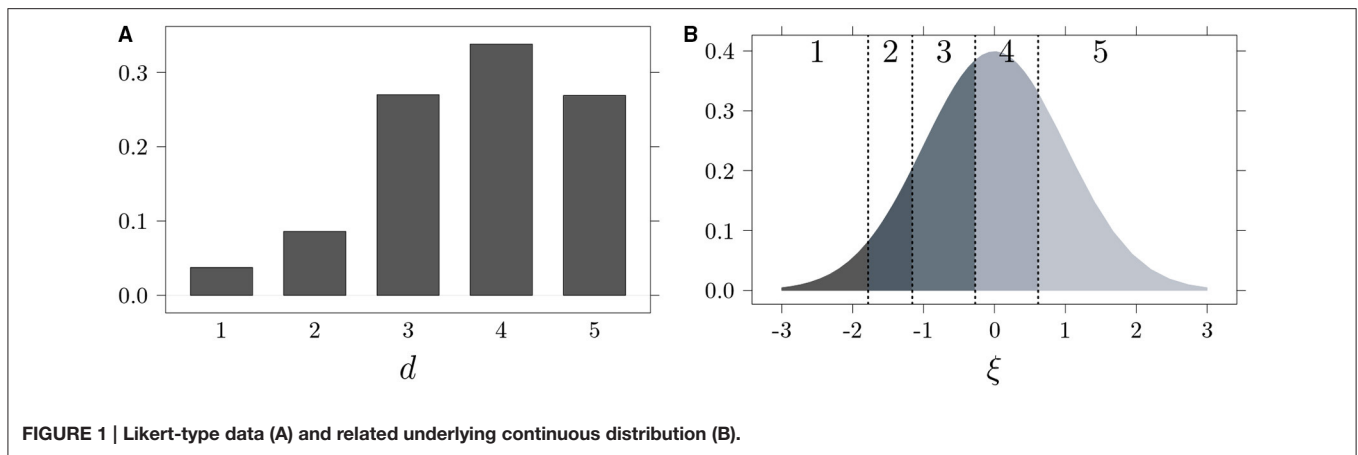 A
0.3
0.2
0.1
0.0
1 2 3 4 5
d
B
1 2 3 4 5
0.4
0.3
0.2
0.1
0.0
-3 -2 -1 0 1 2 3
ξ
FIGURE 1 | Likert-type data (A) and related underlying continuous distribution (B).